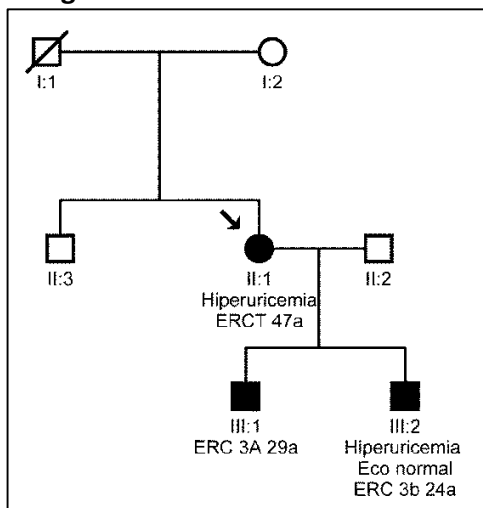 I:1
I:2
II:3
II:1
Hiperuricemia
ERCT 47a
II:2
III:1
ERC 3A 29a
III:2
Hiperuricemia
Eco normal
ERC 3b 24a